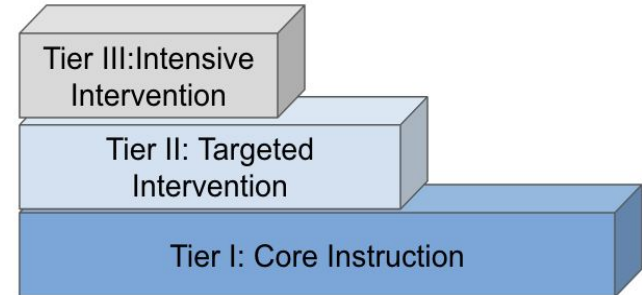 Tier III:Intensive
Intervention
Tier II: Targeted
Intervention
Tier I: Core Instruction